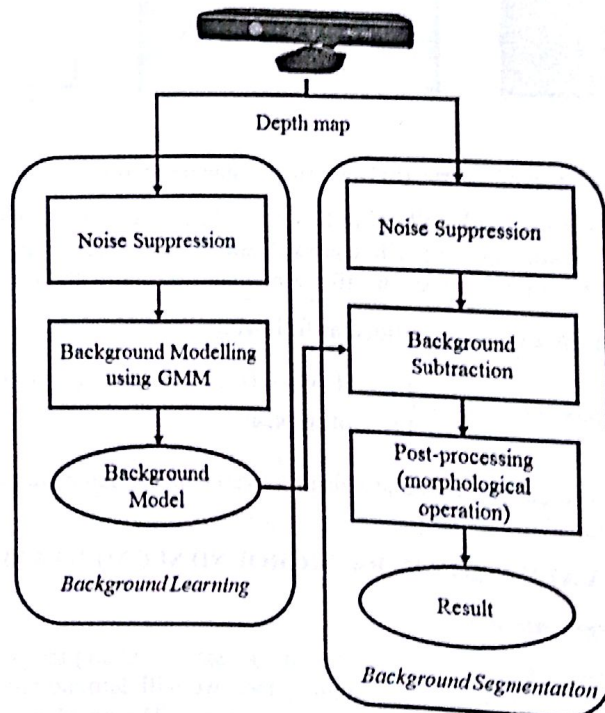 Depth map
Noise Suppression
Background Modelling
using GMM
Background
Model
Background Learning
Noise Suppression
Background
Subtraction
Post-processing
(morphological
operation)
Result
Background Segmentation